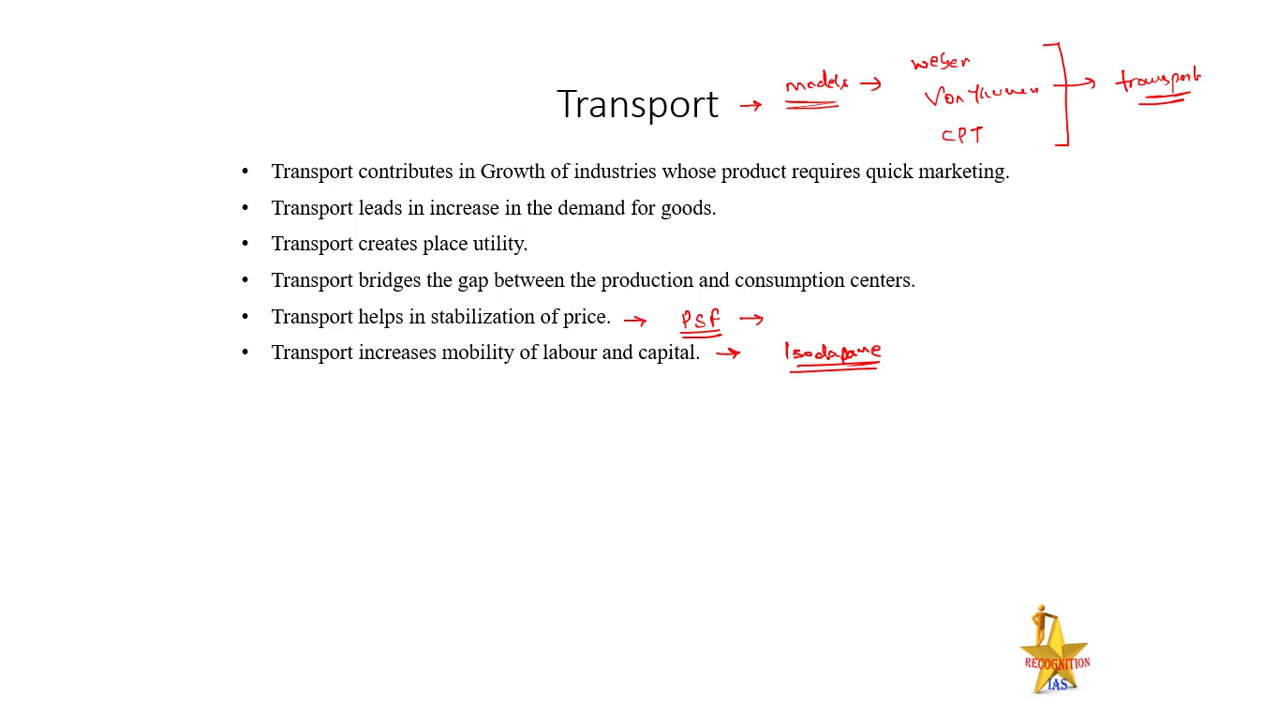 Transport → models → weber
Von Thunen
CPT
→ transport
• Transport contributes in Growth of industries whose product requires quick marketing.
• Transport leads in increase in the demand for goods.
• Transport creates place utility.
• Transport bridges the gap between the production and consumption centers.
• Transport helps in stabilization of price. → PSF →
• Transport increases mobility of labour and capital. → Isodapane
RECOGNITION
IAS